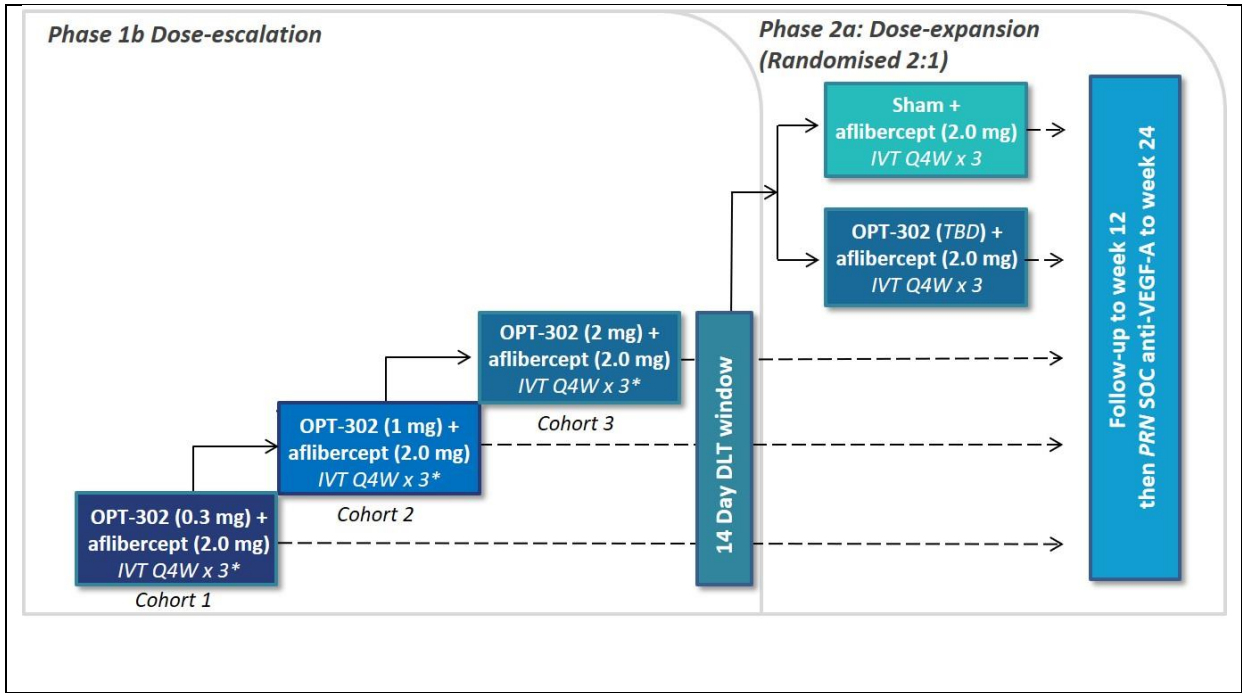 Phase 1b Dose-escalation
Phase 2a: Dose-expansion
(Randomised 2:1)
Sham +
aflibercept (2.0 mg)
IVT Q4W x 3
OPT-302 (TBD) +
aflibercept (2.0 mg)
IVT Q4W x 3
OPT-302 (2 mg) +
aflibercept (2.0 mg)
IVT Q4W x 3*
Cohort 3
OPT-302 (1 mg) +
aflibercept (2.0 mg)
IVT Q4W x 3*
Cohort 2
OPT-302 (0.3 mg) +
aflibercept (2.0 mg)
IVT Q4W x 3*
Cohort 1
14 Day DLT window
Follow-up to week 12
then PRN SOC anti-VEGF-A to week 24